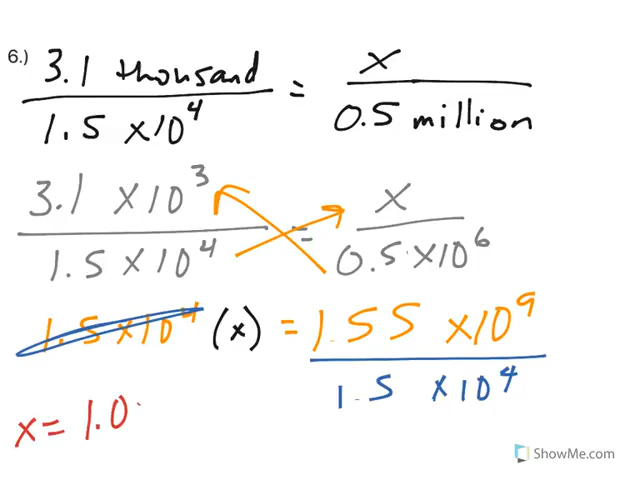 6.) 3.1 thousand / 1.5 x10^4 = x / 0.5 million
3.1 x10^3 / 1.5 x10^4 = x / 0.5 x10^6
1.5 x10^4 (x) = 1.55 x10^9 / 1.5 x10^4
x = 1.0
ShowMe.com